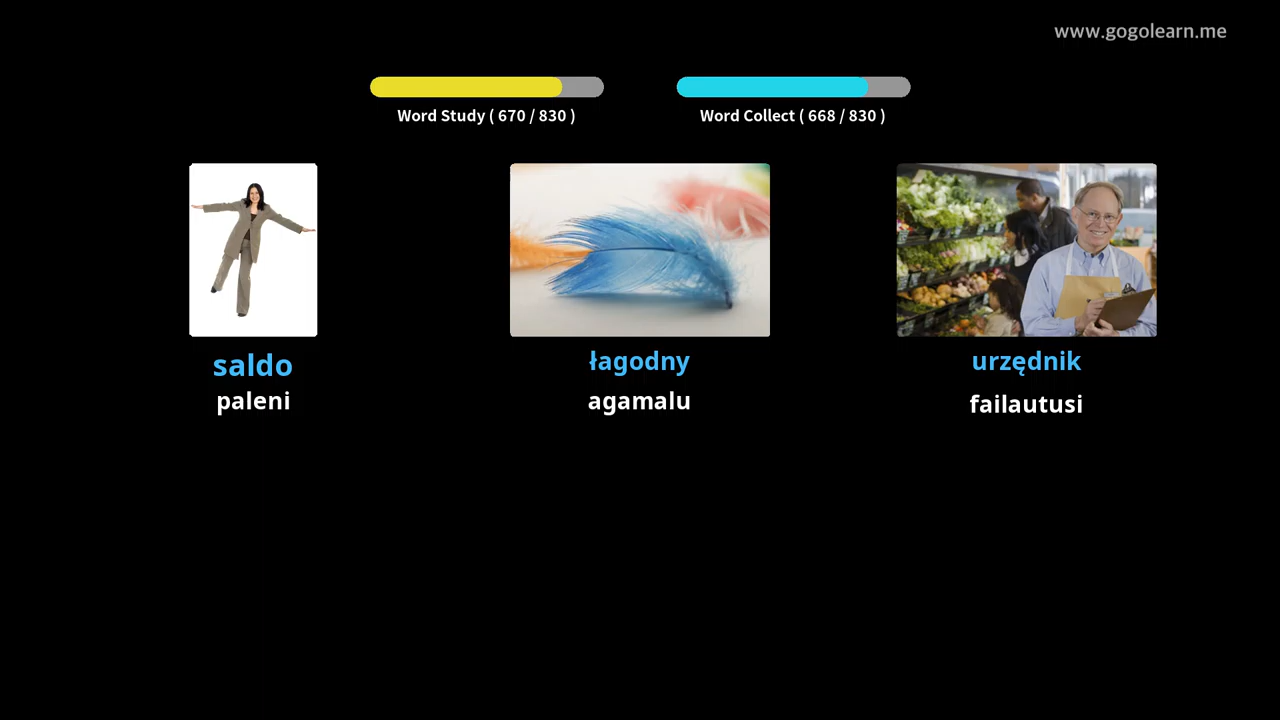 www.gogolearn.me
Word Study ( 670 / 830 )
Word Collect ( 668 / 830 )
saldo
paleni
łagodny
agamalu
urzędnik
failautusi